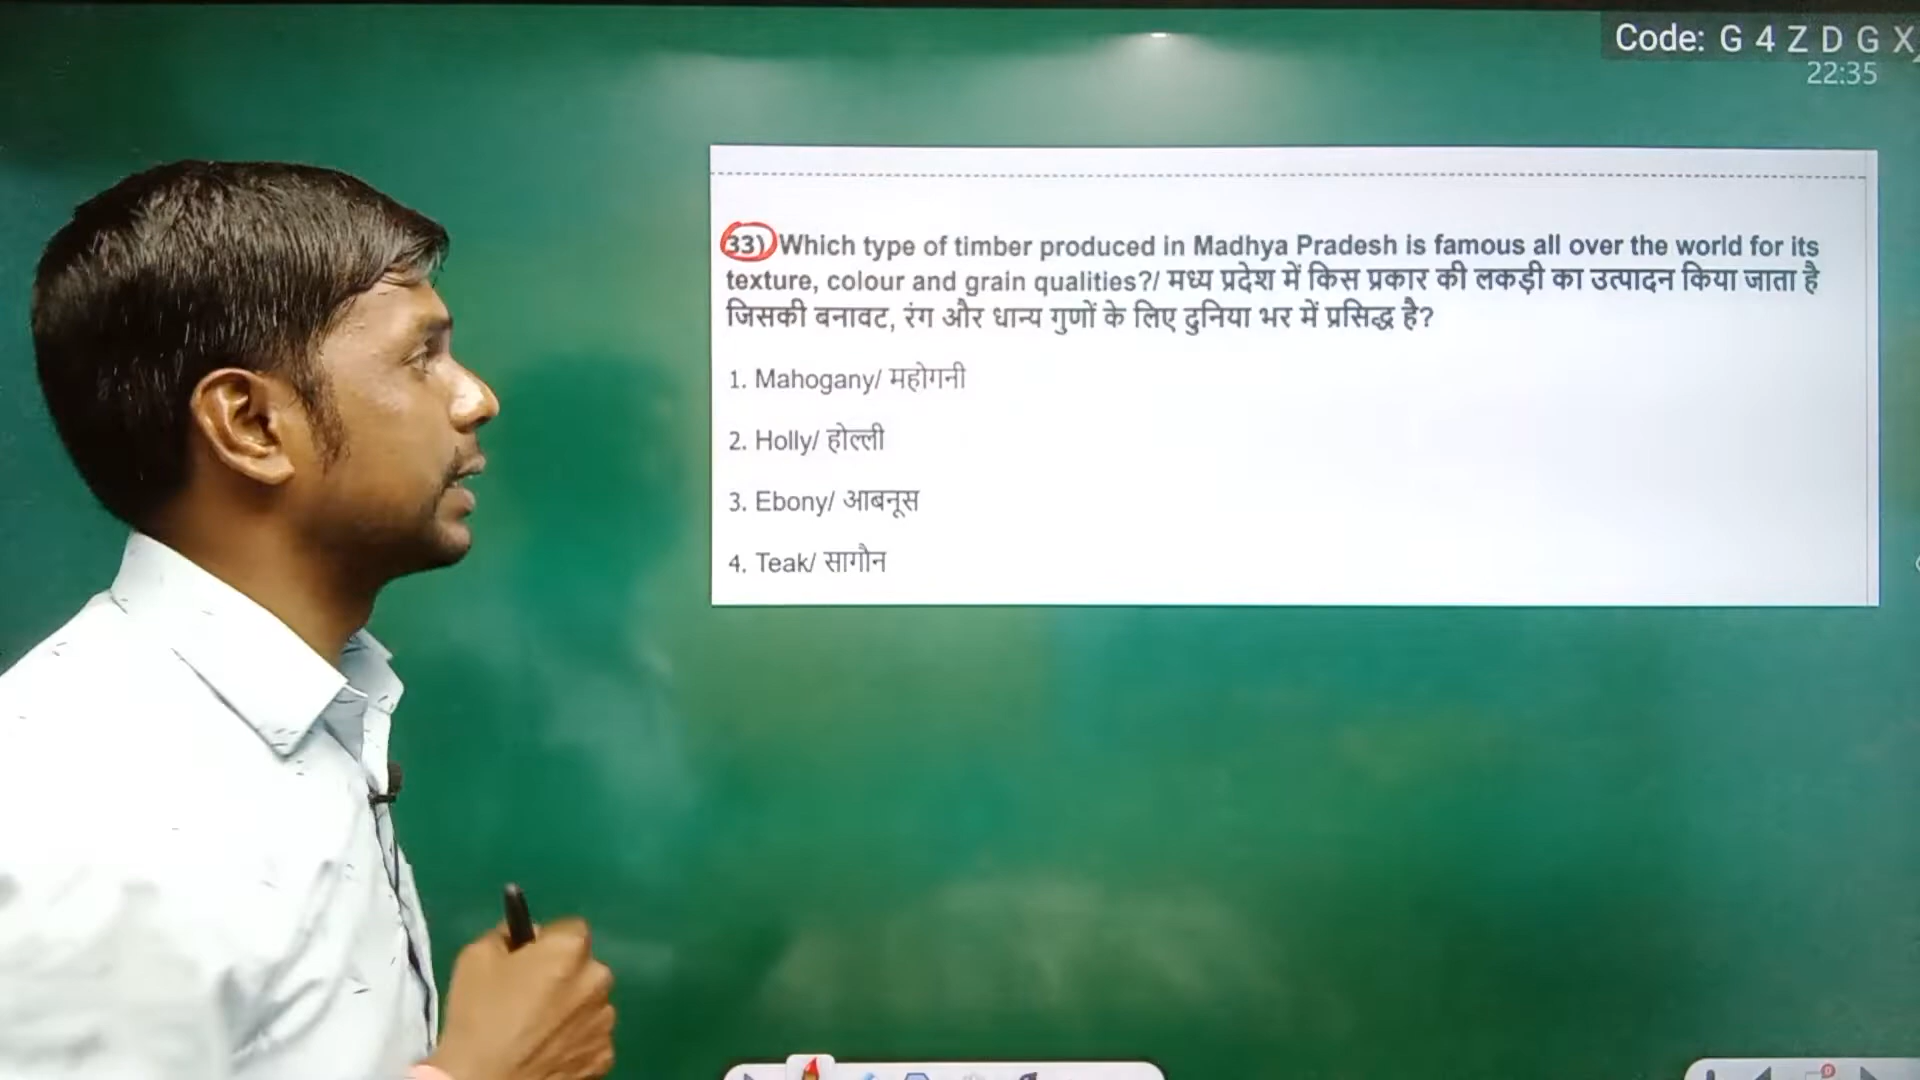 Code: G 4 Z D G X
22:35
33) Which type of timber produced in Madhya Pradesh is famous all over the world for its
texture, colour and grain qualities?/ मध्य प्रदेश में किस प्रकार की लकड़ी का उत्पादन किया जाता है
जिसकी बनावट, रंग और धान्य गुणों के लिए दुनिया भर में प्रसिद्ध है?
1. Mahogany/ महोगनी
2. Holly/ होल्ली
3. Ebony/ आबनूस
4. Teak/ सागौन